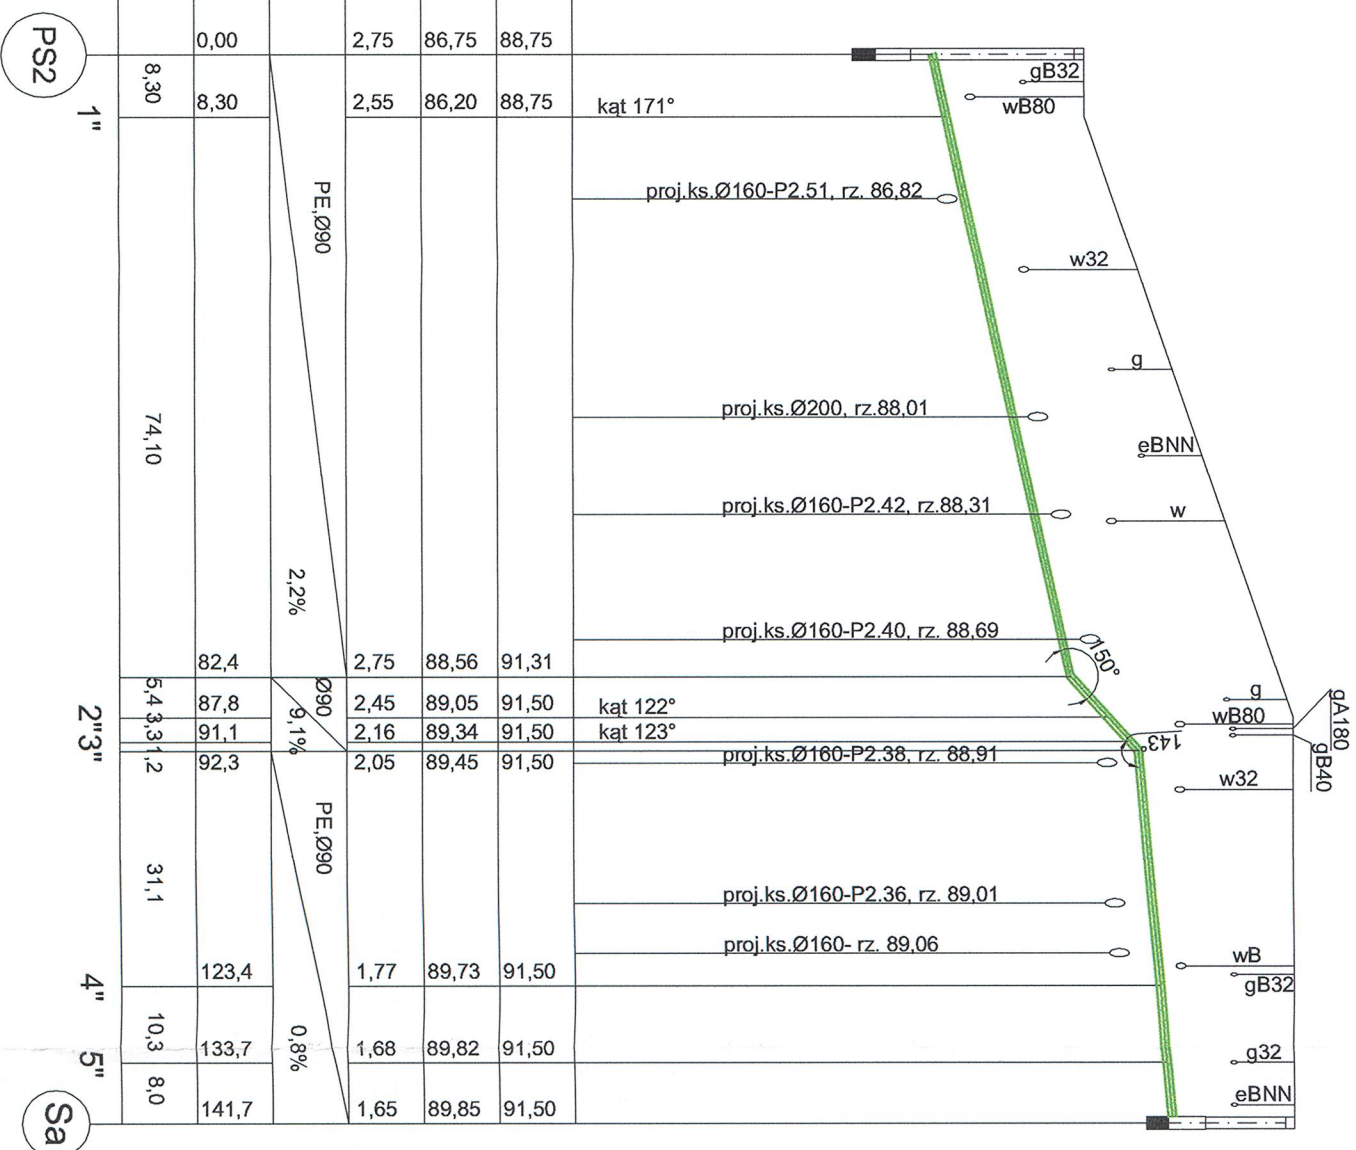 PS2
0,00
2,75
86,75
88,75
gB32
8,30
wB80
1"
8,30
2,55
86,20
88,75
kąt 171°
proj.ks.Ø160-P2.51, rz. 86,82
PE,Ø90
w32
g
74,10
proj.ks.Ø200, rz.88,01
eBNN
proj.ks.Ø160-P2.42, rz.88,31
w
2,2%
proj.ks.Ø160-P2.40, rz. 88,69
150°
82,4
2,75
88,56
91,31
5,4
Ø90
87,8
2,45
89,05
91,50
kąt 122°
g
gA180
wB80
2"
3"
3,3
9,1%
91,1
2,16
89,34
91,50
kąt 123°
143°
1,2
92,3
2,05
89,45
91,50
proj.ks.Ø160-P2.38, rz. 88,91
gB40
w32
PE,Ø90
31,1
proj.ks.Ø160-P2.36, rz. 89,01
proj.ks.Ø160- rz. 89,06
wB
4"
123,4
1,77
89,73
91,50
gB32
10,3
0,8%
133,7
1,68
89,82
91,50
g32
5"
8,0
eBNN
141,7
1,65
89,85
91,50
Sa